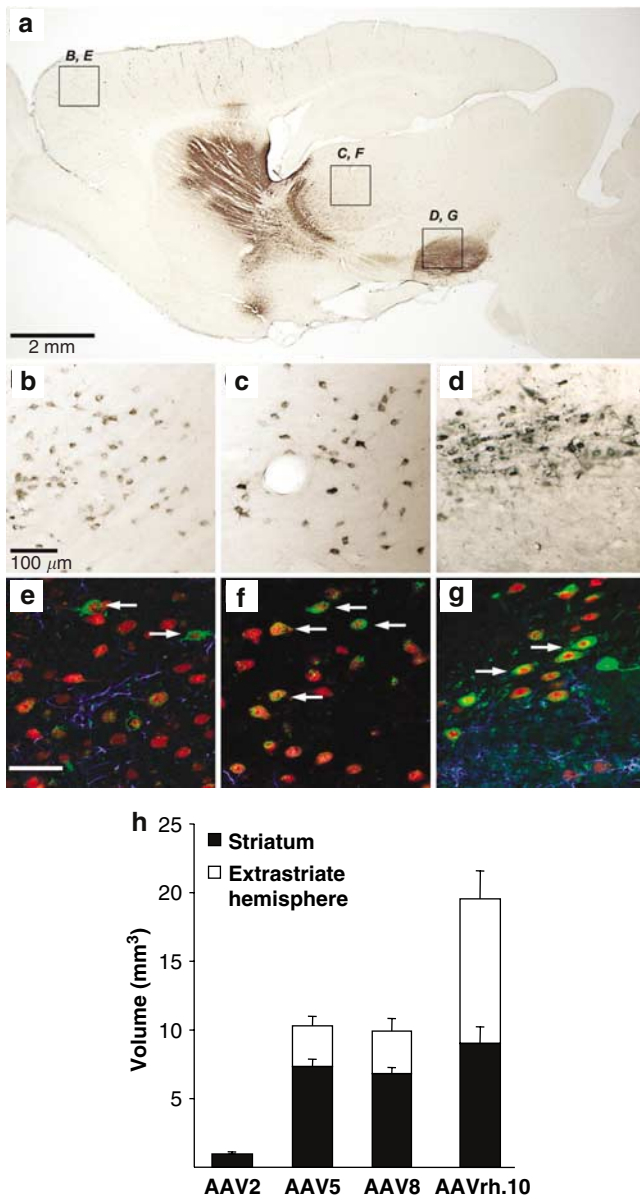 a
B, E
C, F
D, G
2 mm
b
c
d
100 μm
e
f
g
h
25
20
15
10
5
Volume (mm³)
Striatum
Extrastriate
hemisphere
AAV2 AAV5 AAV8 AAVrh.10